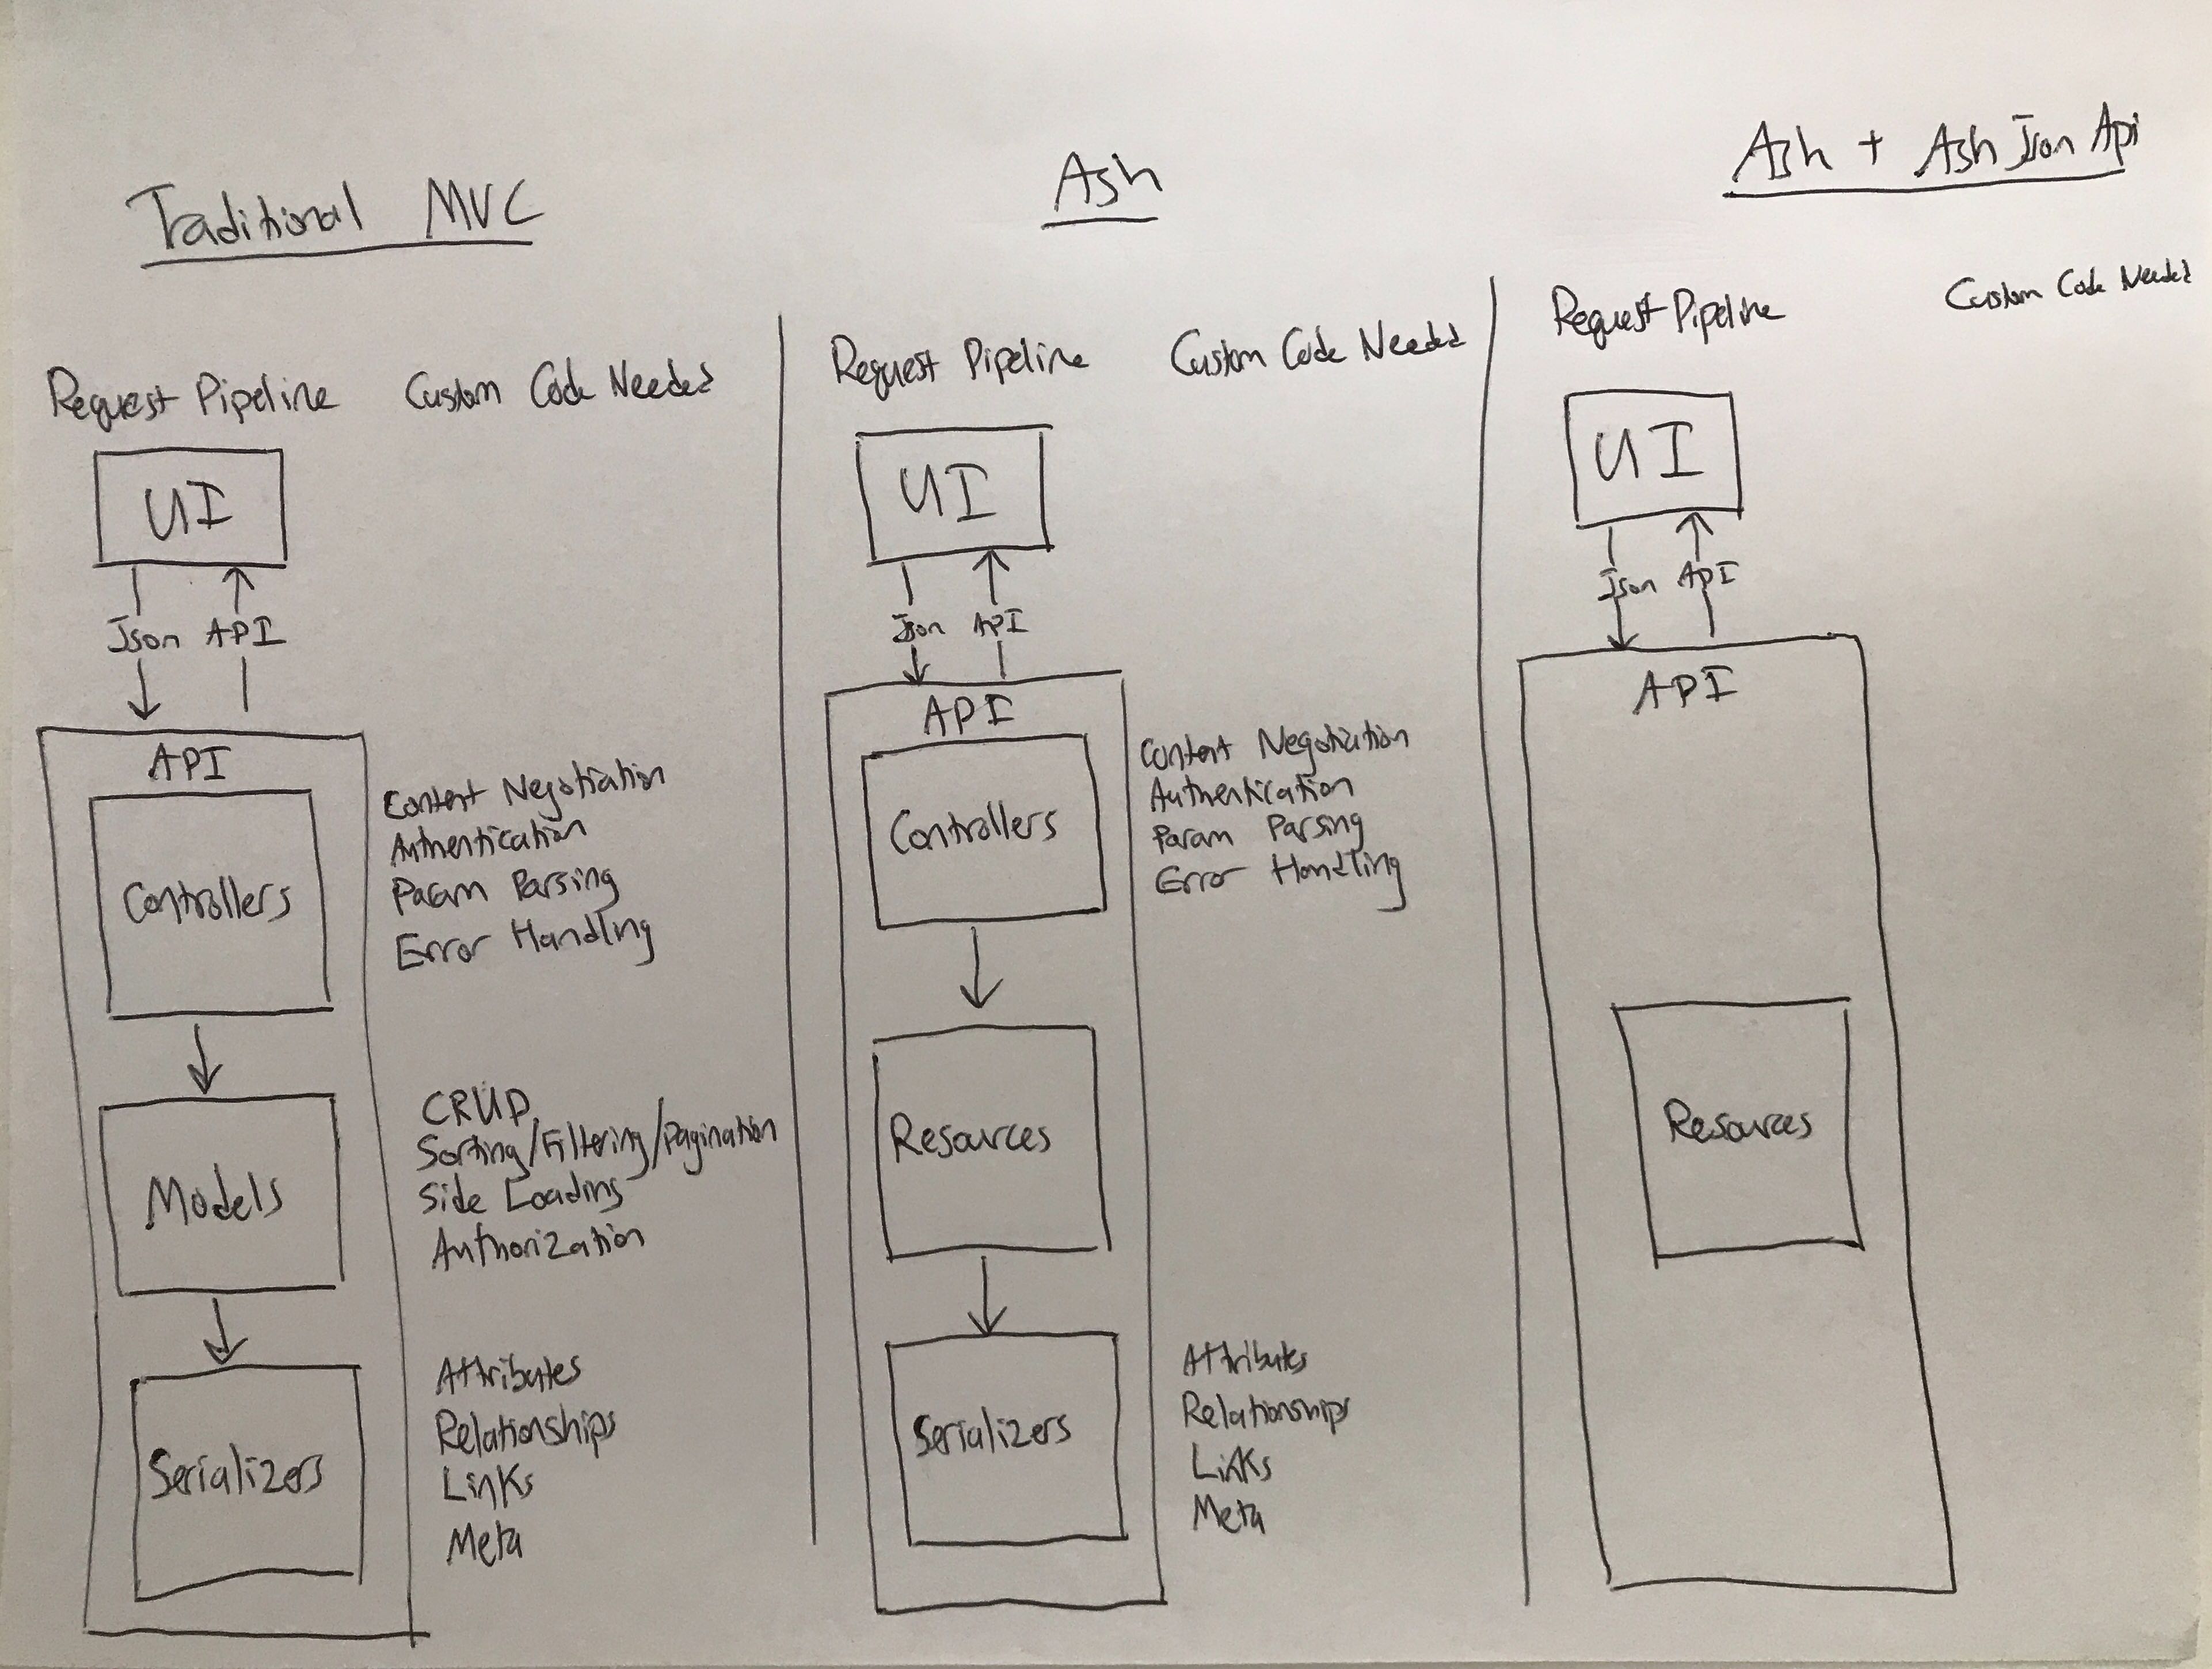 Traditional MVC
Request Pipeline Custom Code Needed
UI
Json API
API
Controllers
Content Negotiation
Authentication
Param Parsing
Error Handling
Models
CRUD
Sorting/Filtering/Pagination
Side Loading
Authorization
Serializers
Attributes
Relationships
Links
Meta
Ash
Request Pipeline Custom Code Needed
UI
Json API
API
Controllers
Content Negotiation
Authentication
Param Parsing
Error Handling
Resources
Serializers
Attributes
Relationships
Links
Meta
Ash + Ash Json Api
Request Pipeline Custom Code Needed
UI
Json API
API
Resources